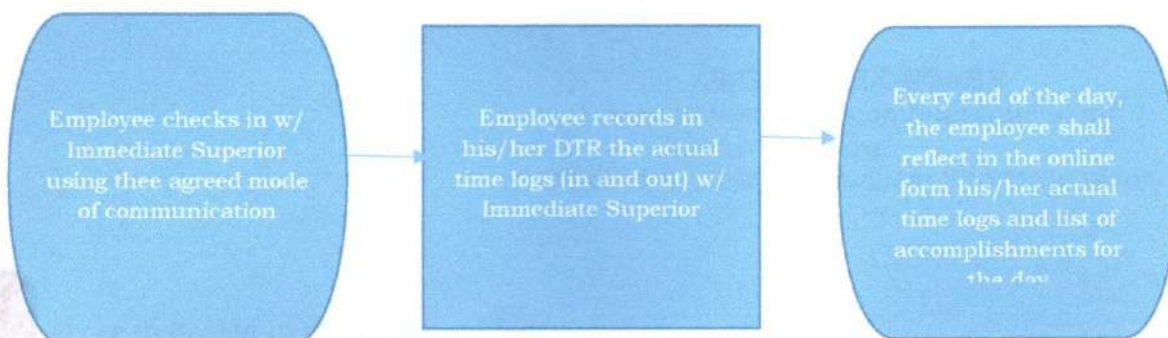 Employee checks in w/
Immediate Superior
using thee agreed mode
of communication
Employee records in
his/her DTR the actual
time logs (in and out) w/
Immediate Superior
Every end of the day,
the employee shall
reflect in the online
form his/her actual
time logs and list of
accomplishments for
the day